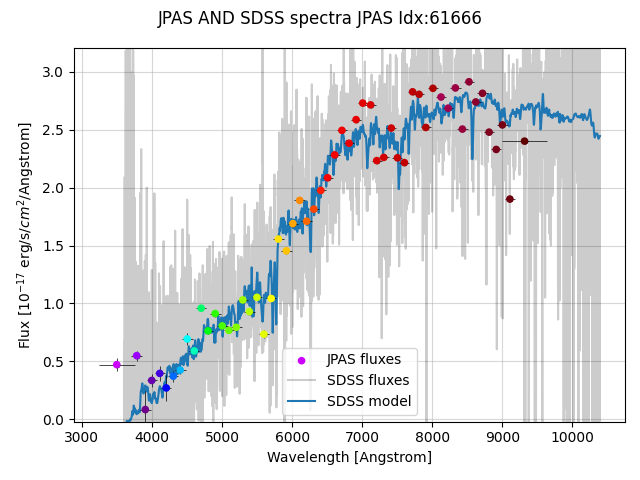 JPAS AND SDSS spectra JPAS Idx:61666
3.0
2.5
2.0
1.5
1.0
0.5
0.0
Flux [10⁻¹⁷ erg/s/cm²/Angstrom]
JPAS fluxes
SDSS fluxes
SDSS model
3000 4000 5000 6000 7000 8000 9000 10000
Wavelength [Angstrom]